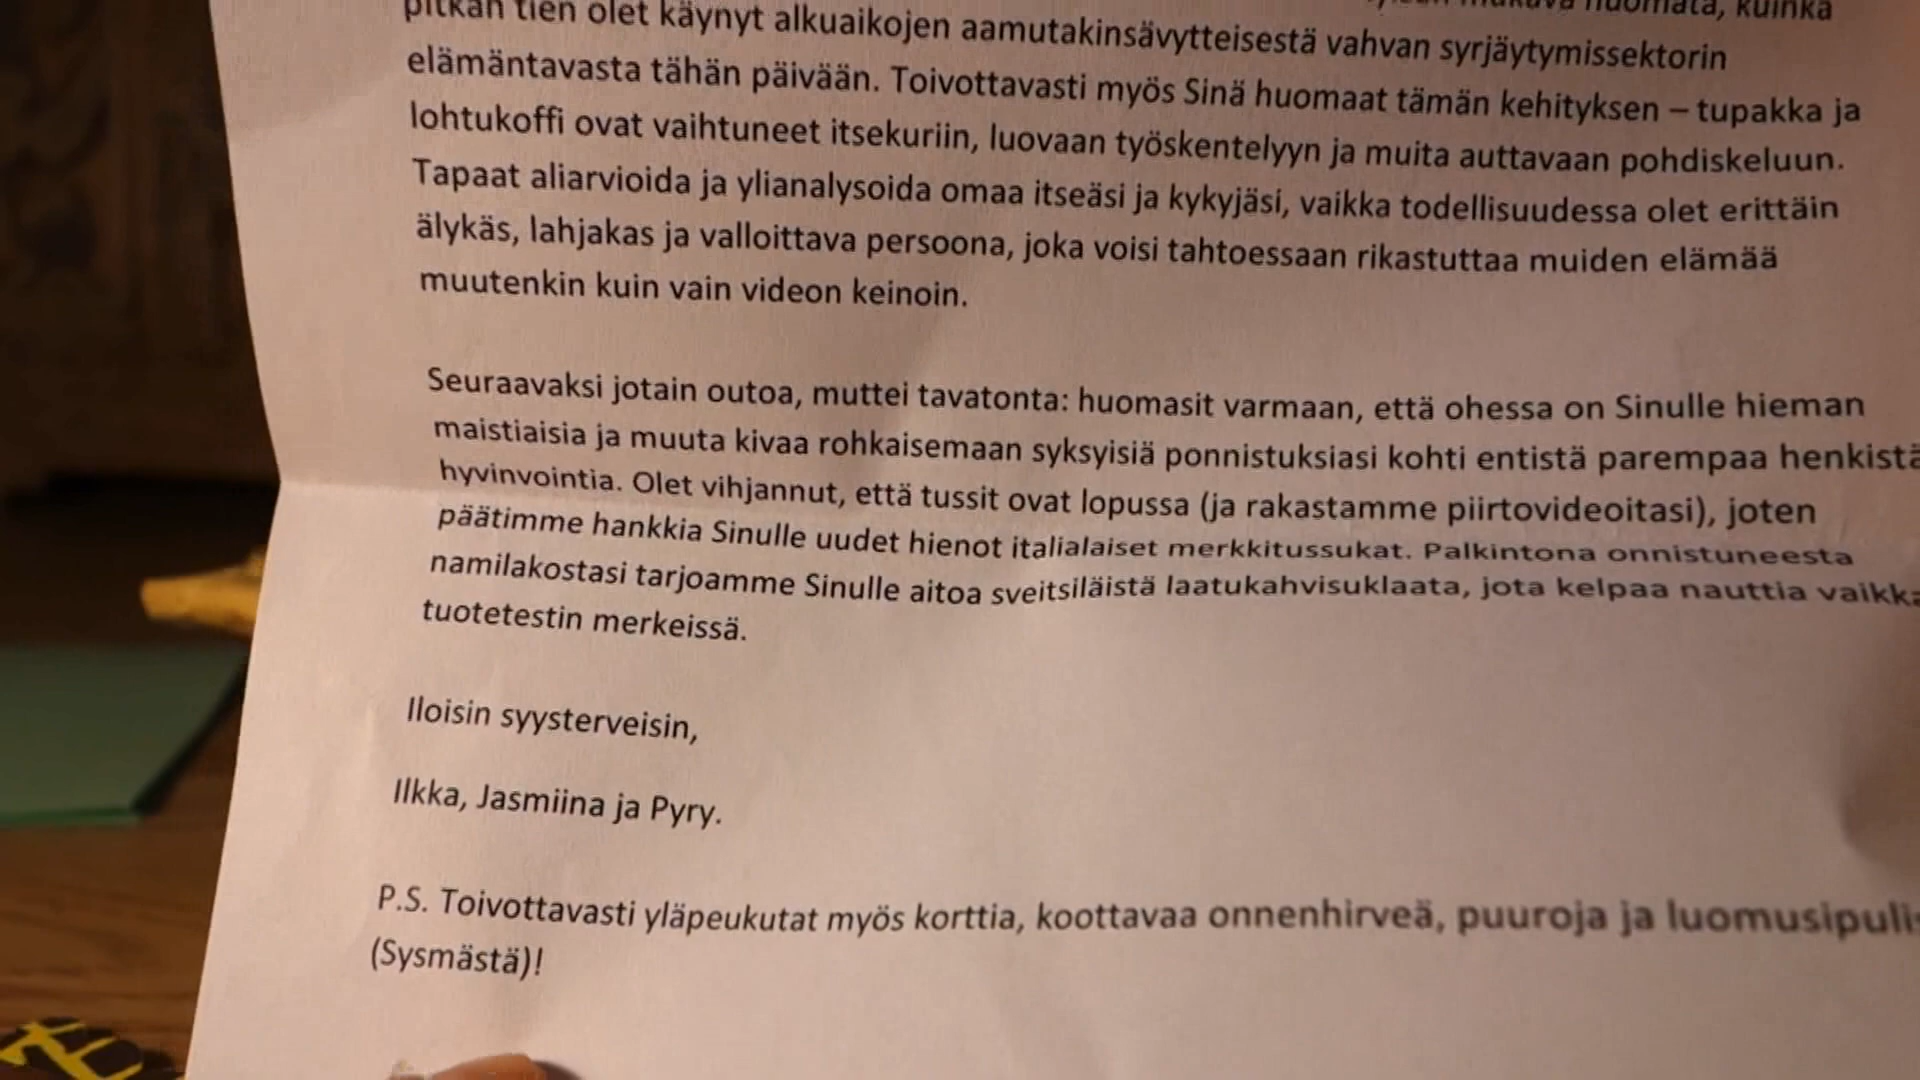 huomata, kuinka
pitkän tien olet käynyt alkuaikojen aamutakinsävytteisestä vahvan syrjäytymissektorin
elämäntavasta tähän päivään. Toivottavasti myös Sinä huomaat tämän kehityksen – tupakka ja
lohtukoffi ovat vaihtuneet itsekuriin, luovaan työskentelyyn ja muita auttavaan pohdiskeluun.
Tapaat aliarvioida ja ylianalysoida omaa itseäsi ja kykyjäsi, vaikka todellisuudessa olet erittäin
älykäs, lahjakas ja valloittava persoona, joka voisi tahtoessaan rikastuttaa muiden elämää
muutenkin kuin vain videon keinoin.
Seuraavaksi jotain outoa, muttei tavatonta: huomasit varmaan, että ohessa on Sinulle hieman
maistiaisia ja muuta kivaa rohkaisemaan syksyisiä ponnistuksiasi kohti entistä parempaa henkistä
hyvinvointia. Olet vihjannut, että tussit ovat lopussa (ja rakastamme piirtovideoitasi), joten
päätimme hankkia Sinulle uudet hienot italialaiset merkkitussukat. Palkintona onnistuneesta
namilakostasi tarjoamme Sinulle aitoa sveitsiläistä laatukahvisuklaata, jota kelpaa nauttia vaikka
tuotetestin merkeissä.
Iloisin syysterveisin,
Ilkka, Jasmiina ja Pyry.
P.S. Toivottavasti yläpeukutat myös korttia, koottavaa onnenhirveä, puuroja ja luomusipulis
(Sysmästä)!